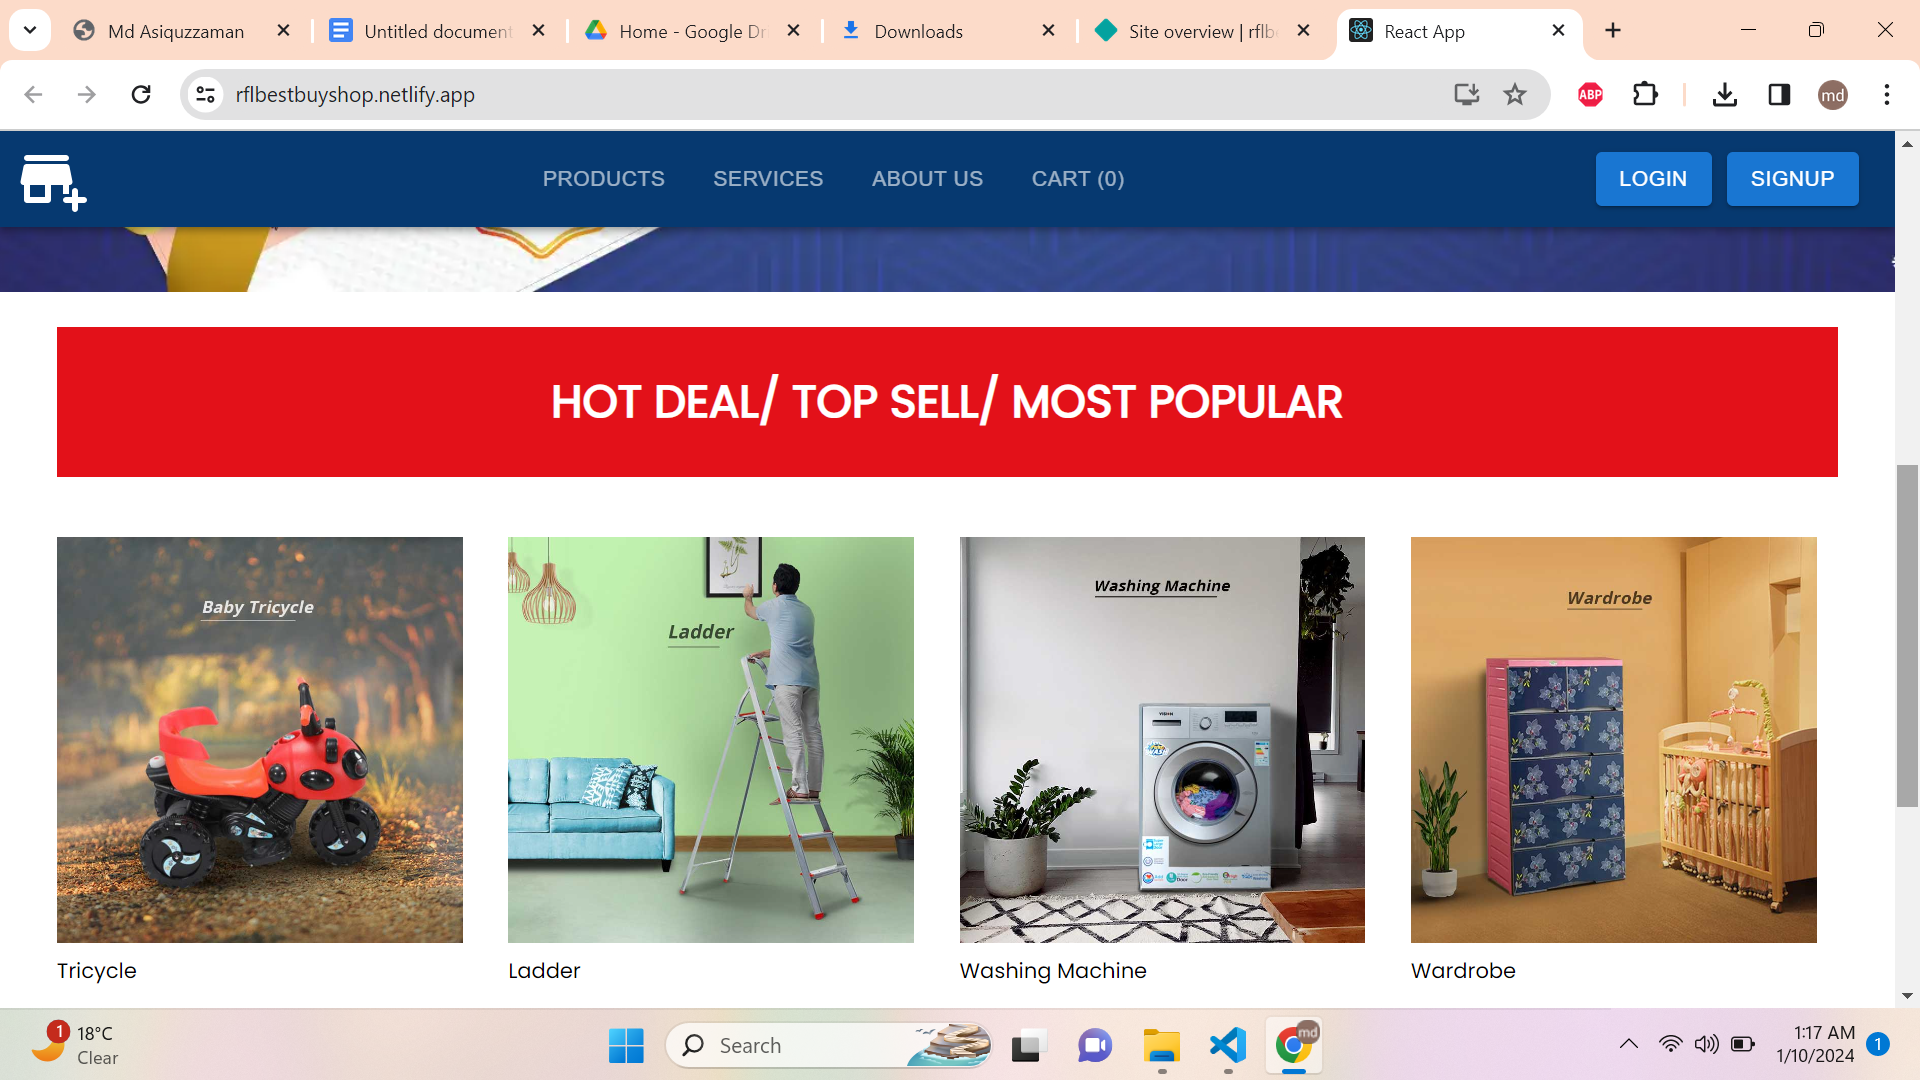 Md Asiquzzaman
Untitled document
Home - Google Dr
Downloads
Site overview | rflb
React App
rflbestbuyshop.netlify.app
ABP
md
PRODUCTS
SERVICES
ABOUT US
CART (0)
LOGIN
SIGNUP
HOT DEAL/ TOP SELL/ MOST POPULAR
Baby Tricycle
Ladder
Washing Machine
Wardrobe
Tricycle
Ladder
Washing Machine
Wardrobe
1
18°C
Clear
Search
md
1:17 AM
1/10/2024
1